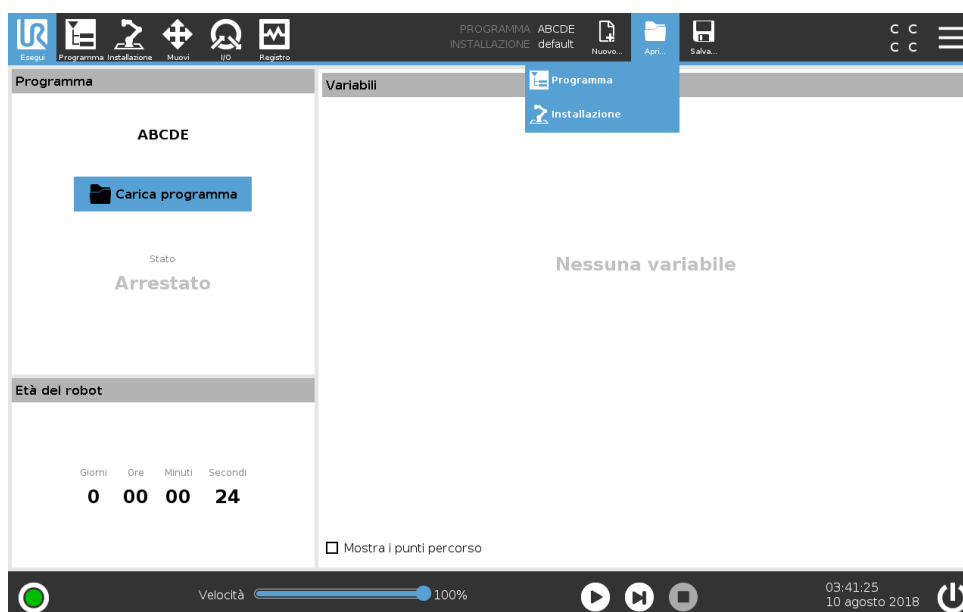 UR
Esegui
Programma
Installazione
Muovi
I/O
Registro
PROGRAMMA ABCDE
INSTALLAZIONE default
Nuovo...
Apri...
Salva...
C C
C C
Programma
Installazione
Programma
ABCDE
Carica programma
Stato
Arrestato
Età del robot
Giorni Ore Minuti Secondi
0 00 00 24
Variabili
Nessuna variabile
Mostra i punti percorso
Velocità 100%
03:41:25
10 agosto 2018